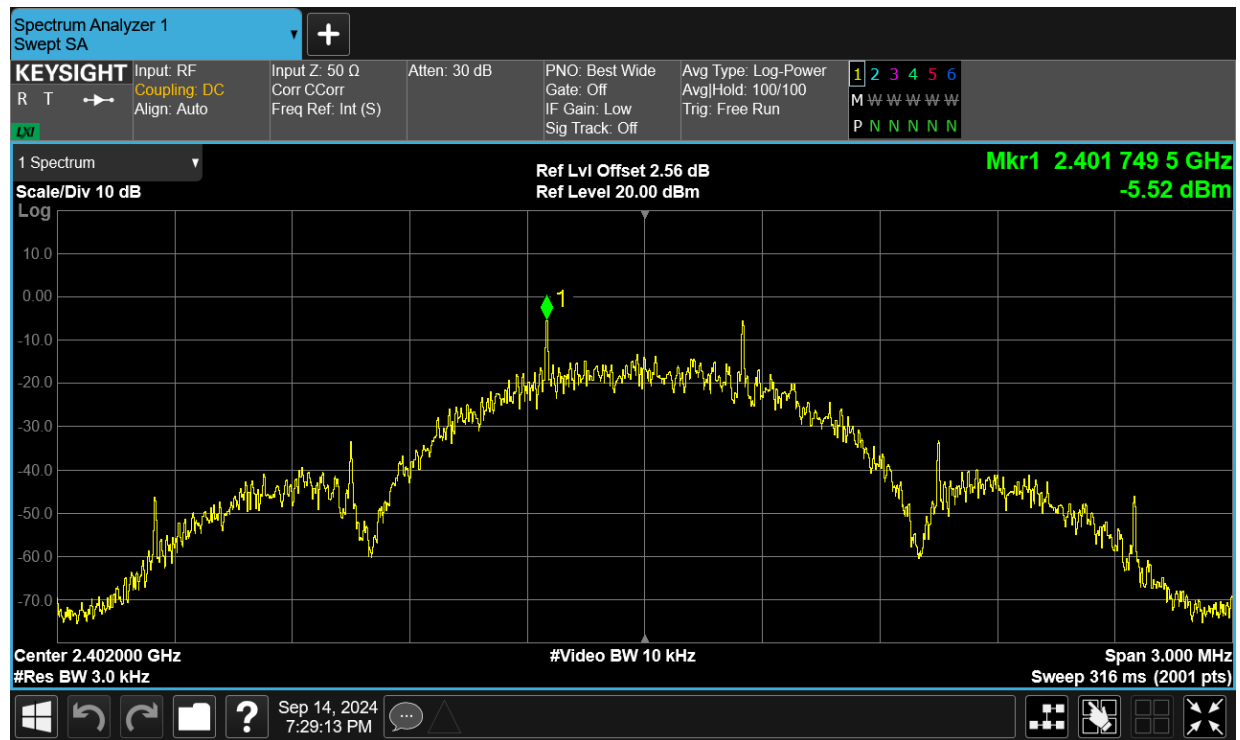 Spectrum Analyzer 1
Swept SA
+
KEYSIGHT
R T
LXI
Input: RF
Coupling: DC
Align: Auto
Input Z: 50 Ω
Corr CCorr
Freq Ref: Int (S)
Atten: 30 dB
PNO: Best Wide
Gate: Off
IF Gain: Low
Sig Track: Off
Avg Type: Log-Power
Avg|Hold: 100/100
Trig: Free Run
1 2 3 4 5 6
M W W W W W
P N N N N N
1 Spectrum
Scale/Div 10 dB
Ref Lvl Offset 2.56 dB
Ref Level 20.00 dBm
Mkr1 2.401 749 5 GHz
-5.52 dBm
Log
10.0
0.00
-10.0
-20.0
-30.0
-40.0
-50.0
-60.0
-70.0
1
Center 2.402000 GHz
#Res BW 3.0 kHz
#Video BW 10 kHz
Span 3.000 MHz
Sweep 316 ms (2001 pts)
?
Sep 14, 2024
7:29:13 PM